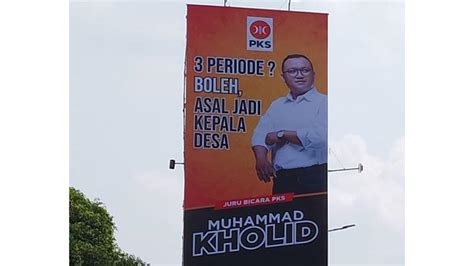 PKS
3 PERIODE ?
BOLEH,
ASAL JADI
KEPALA
DESA
JURU BICARA PKS
MUHAMMAD
KHOLID